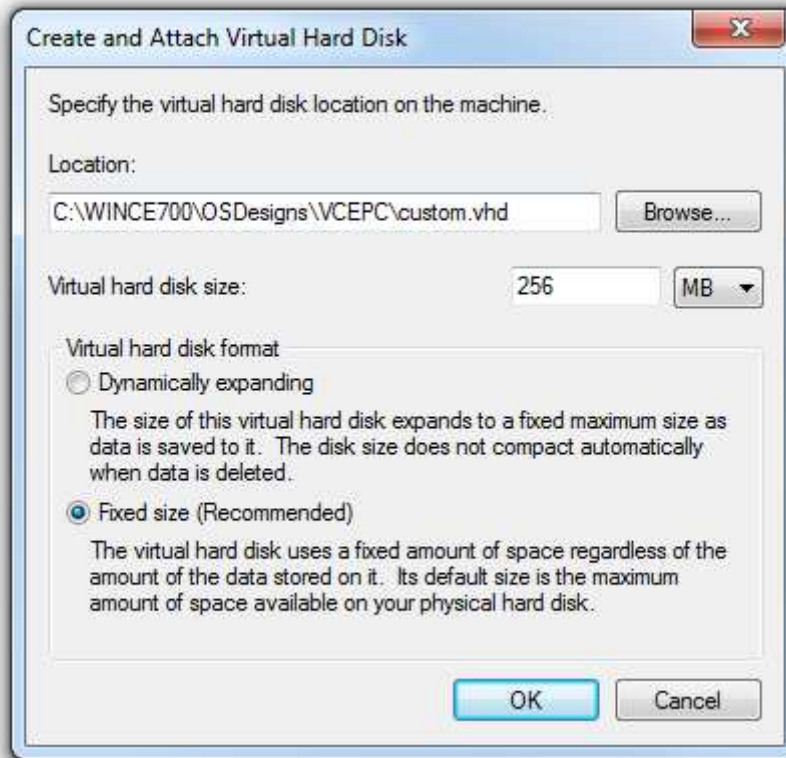 Create and Attach Virtual Hard Disk
Specify the virtual hard disk location on the machine.
Location:
C:\WINCE700\OSDesigns\VCEPC\custom.vhd Browse...
Virtual hard disk size: 256 MB
Virtual hard disk format
Dynamically expanding
The size of this virtual hard disk expands to a fixed maximum size as
data is saved to it.  The disk size does not compact automatically
when data is deleted.
Fixed size (Recommended)
The virtual hard disk uses a fixed amount of space regardless of the
amount of the data stored on it.  Its default size is the maximum
amount of space available on your physical hard disk.
OK Cancel